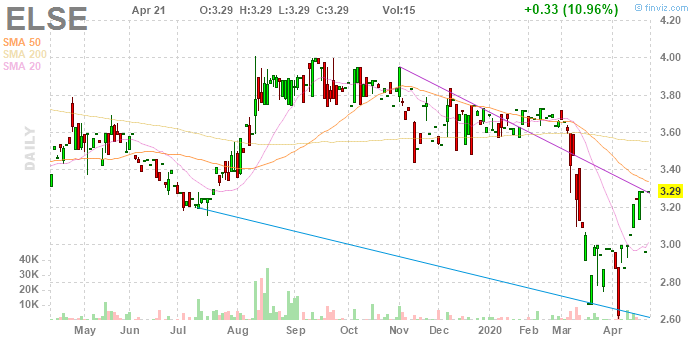 ELSE Apr 21 O:3.29 H:3.29 L:3.29 C:3.29 Vol:15 +0.33 (10.96%) © finviz.com
SMA 50
SMA 200
SMA 20
DAILY
4.20
4.00
3.80
3.60
3.40
3.29
3.20
3.00
2.80
2.60
40K
30K
20K
10K
May Jun Jul Aug Sep Oct Nov Dec 2020 Feb Mar Apr